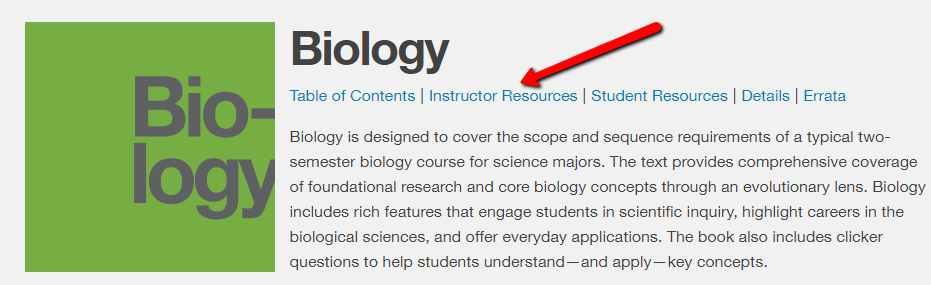 Bio-
logy
Biology
Table of Contents | Instructor Resources | Student Resources | Details | Errata
Biology is designed to cover the scope and sequence requirements of a typical two-
semester biology course for science majors. The text provides comprehensive coverage
of foundational research and core biology concepts through an evolutionary lens. Biology
includes rich features that engage students in scientific inquiry, highlight careers in the
biological sciences, and offer everyday applications. The book also includes clicker
questions to help students understand—and apply—key concepts.